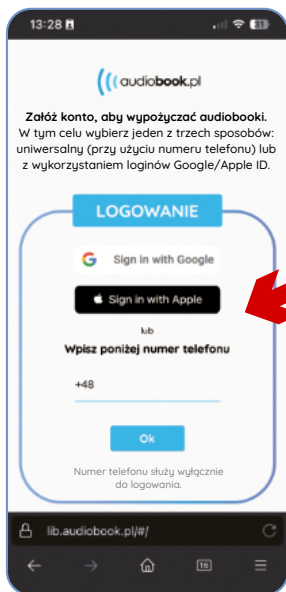 13:28
31
audiobook.pl
Załóż konto, aby wypożyczać audiobooki.
W tym celu wybierz jeden z trzech sposobów:
uniwersalny (przy użyciu numeru telefonu) lub
z wykorzystaniem loginów Google/Apple ID.
LOGOWANIE
Sign in with Google
Sign in with Apple
lub
Wpisz poniżej numer telefonu
+48
Ok
Numer telefonu służy wyłącznie
do logowania.
lib.audiobook.pl/#/
16